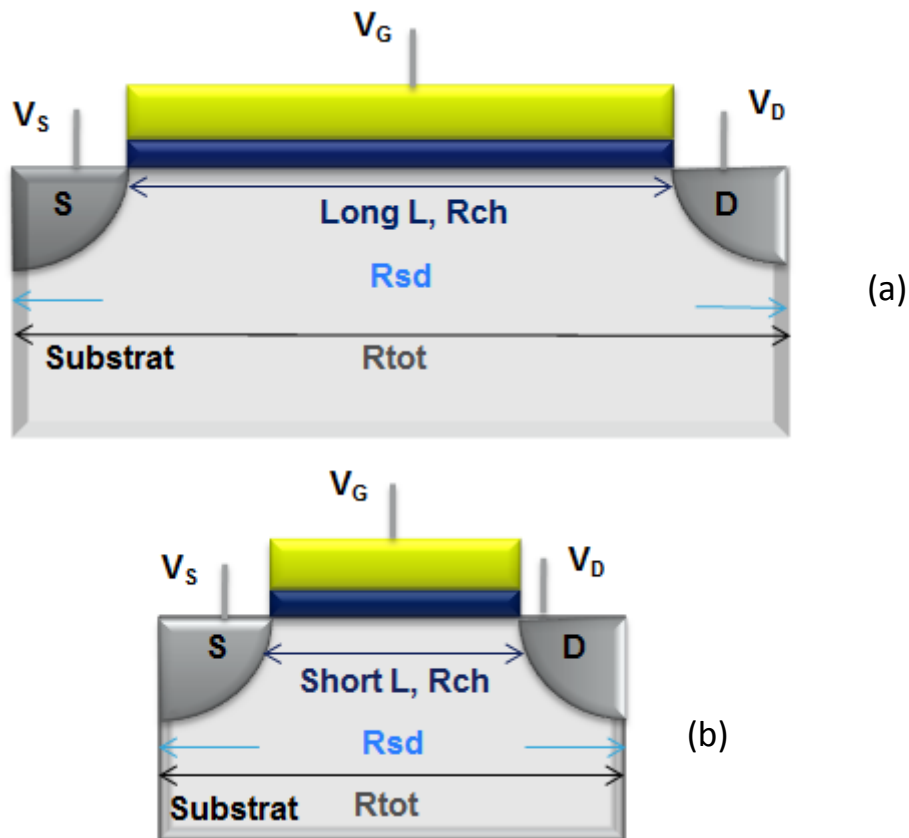 VG
VS
VD
S
D
Long L, Rch
Rsd
(a)
Substrat
Rtot
VG
VS
VD
S
D
Short L, Rch
Rsd
(b)
Substrat
Rtot